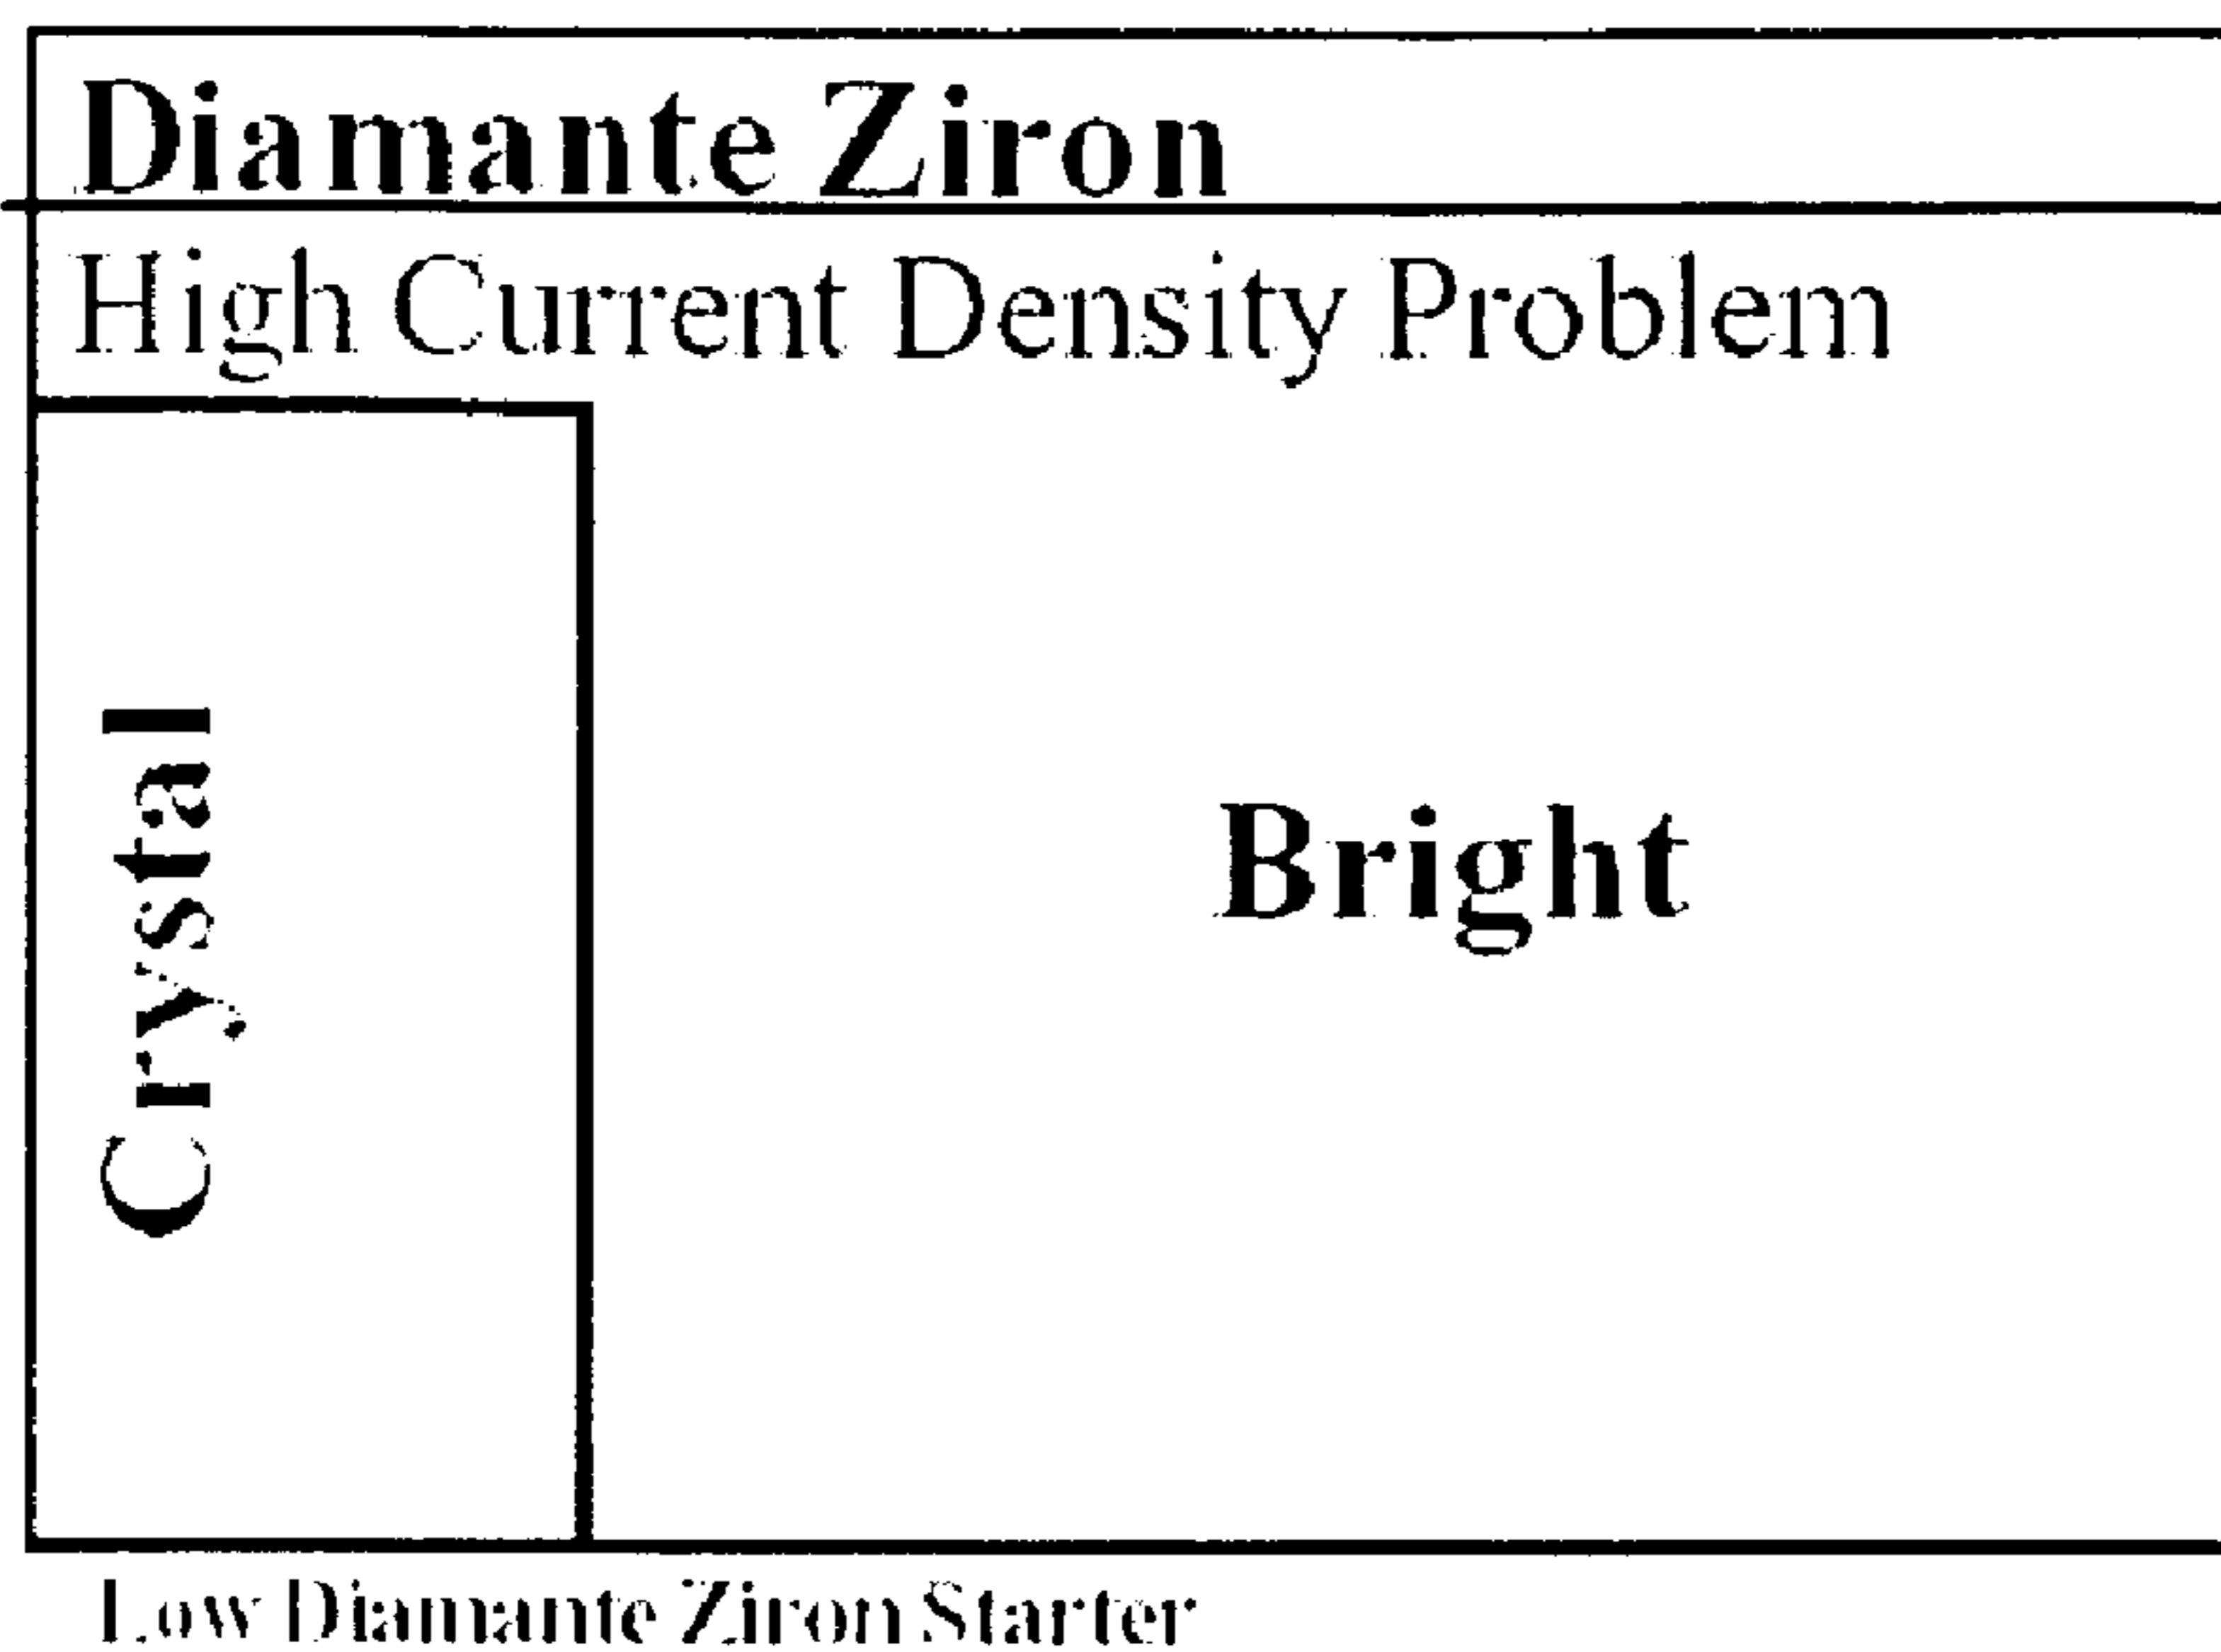 Diamante Ziron
High Current Density Problem
Crystal
Bright
Low Diamante Ziron Starter